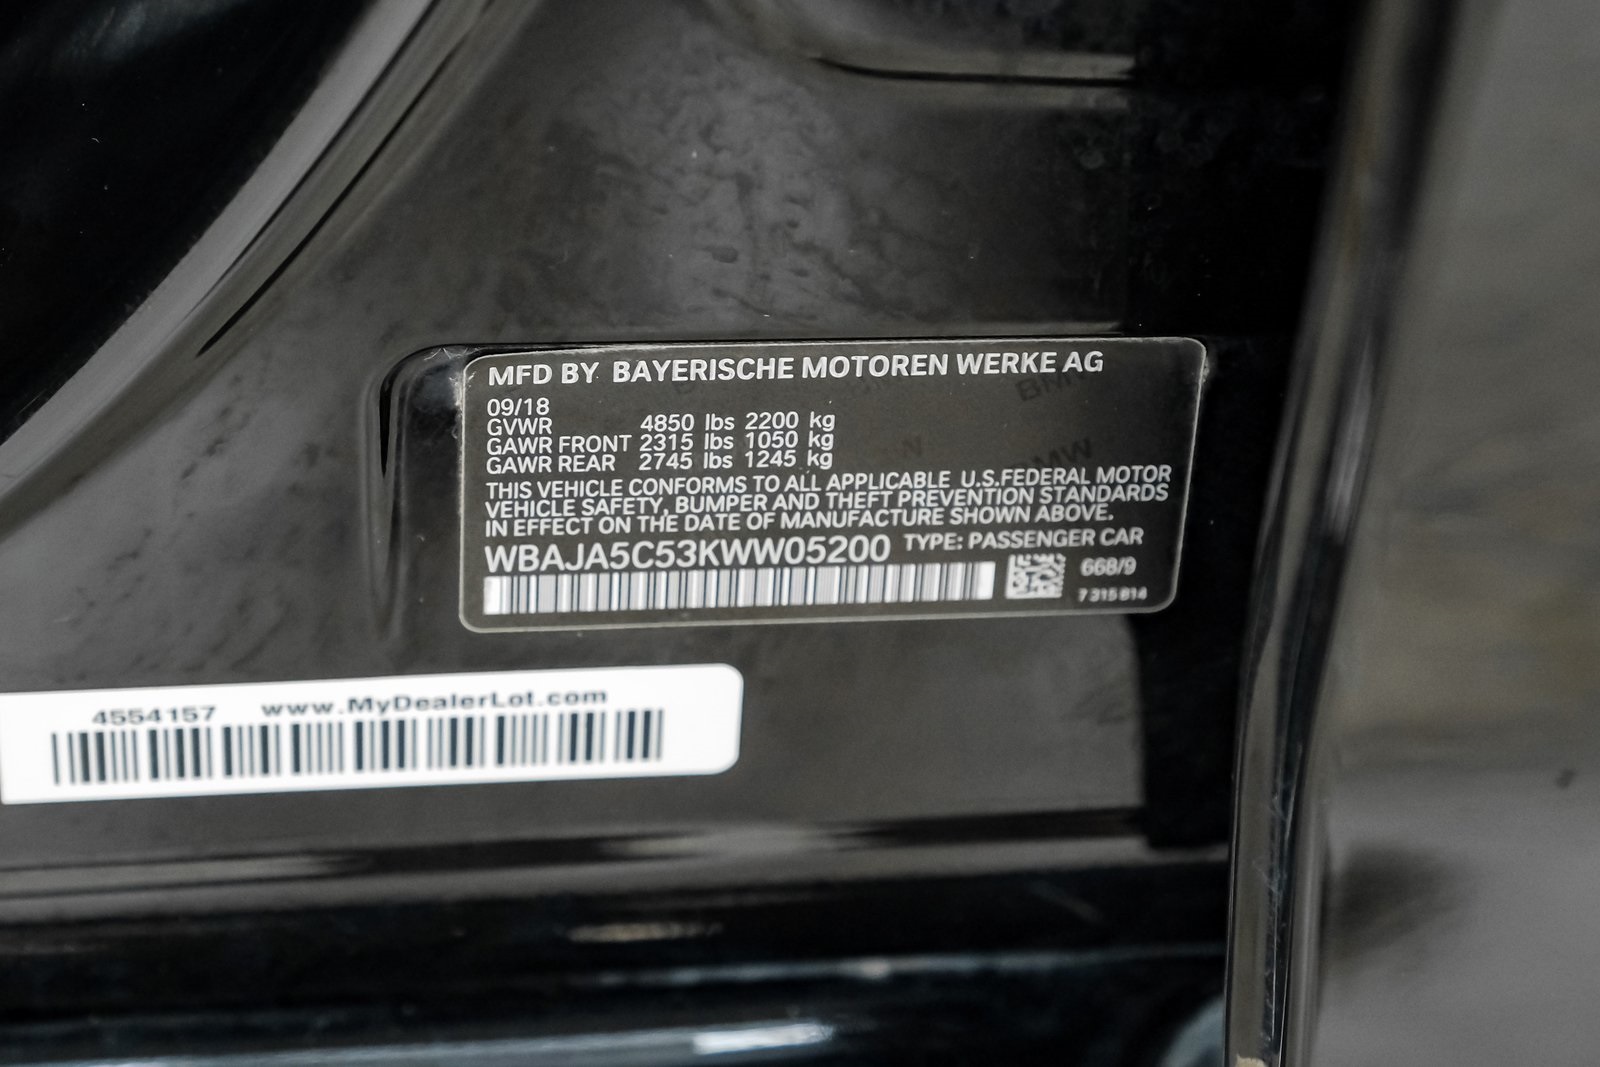 MFD BY BAYERISCHE MOTOREN WERKE AG
09/18
GVWR 4850 lbs 2200 kg
GAWR FRONT 2315 lbs 1050 kg
GAWR REAR 2745 lbs 1245 kg
THIS VEHICLE CONFORMS TO ALL APPLICABLE U.S.FEDERAL MOTOR
VEHICLE SAFETY, BUMPER AND THEFT PREVENTION STANDARDS
IN EFFECT ON THE DATE OF MANUFACTURE SHOWN ABOVE.
WBAJA5C53KWW05200 TYPE: PASSENGER CAR
668/9
7 315 814
BMW
BMW
4554157 www.MyDealerLot.com